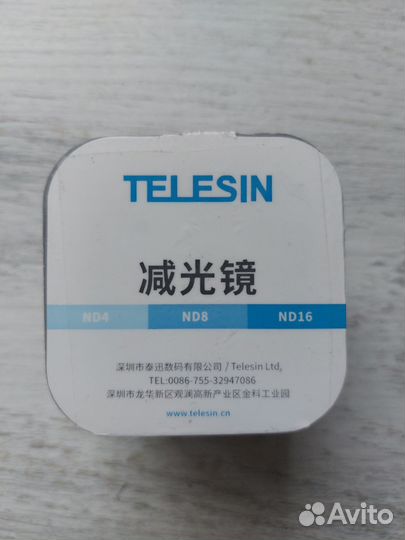 TELESIN
减光镜
ND4 ND8 ND16
深圳市泰迅数码有限公司 / Telesin Ltd,
TEL:0086-755-32947086
深圳市龙华新区观澜高新产业区金科工业园
www.telesin.cn
Avito